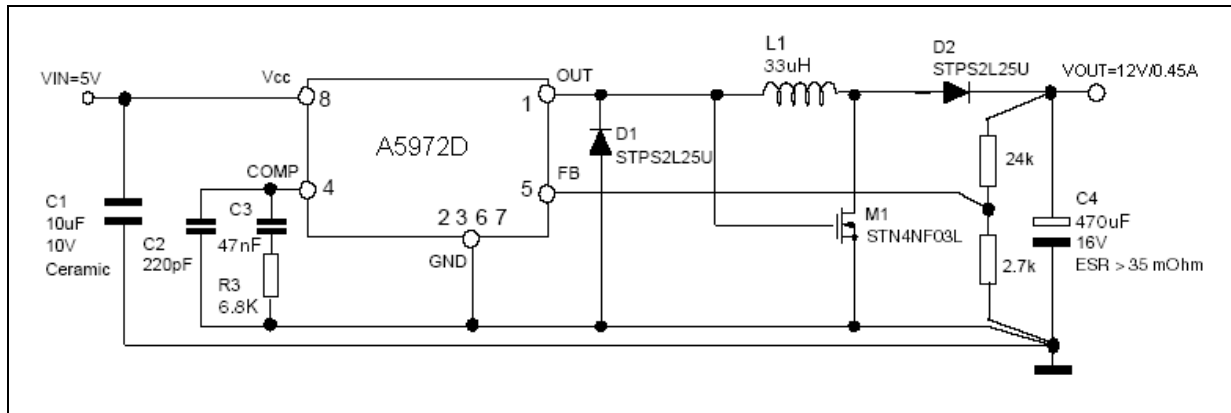 VIN=5V
Vcc
8
OUT
1
L1
33uH
D2
STPS2L25U
VOUT=12V/0.45A
A5972D
D1
STPS2L25U
FB
5
COMP
4
24k
C1
10uF
10V
Ceramic
C2
220pF
C3
47nF
R3
6.8K
2 3 6 7
GND
M1
STN4NF03L
2.7k
C4
470uF
16V
ESR > 35 mOhm